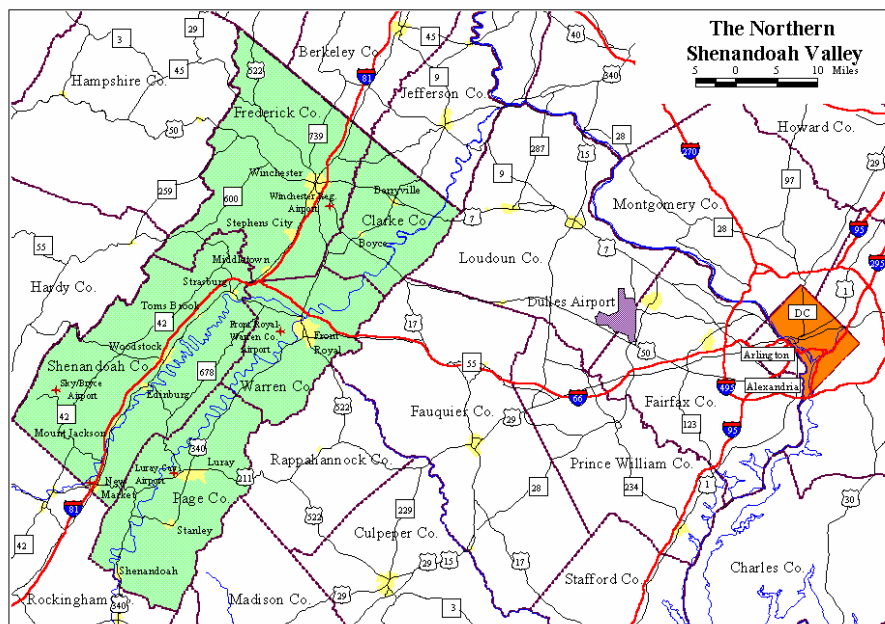 The Northern
Shenandoah Valley
5 0 5 10 Miles
3
29
45
Hampshire Co.
522
Berkeley Co.
81
45
9
Jefferson Co.
40
340
Frederick Co.
50
739
259
600
Winchester
Winchester Reg.
Airport
Berryville
Stephens City
Clarke Co.
Boyce
Middletown
Strasburg
55
Hardy Co.
Toms Brook
42
Woodstock
Front Royal-
Warren Co.
Airport
Front
Royal
Shenandoah Co.
Sky/Bryce
Airport
678
Warren Co.
Edinburg
42
Mount Jackson
340
Luray
211
New
Market
Airport
Page Co.
81
Stanley
42
Shenandoah
Rockingham Co.
340
9
287
15
28
7
Loudoun Co.
7
Dulles Airport
17
50
55
66
522
Fauquier Co.
29
Rappahannock Co.
Prince William Co.
28
234
522
229
Culpeper Co.
29
15
17
Stafford Co.
Madison Co.
29
3
Howard Co.
270
29
97
Montgomery Co.
28
95
295
1
DC
Arlington
495
Alexandria
Fairfax Co.
123
95
1
30
Charles Co.